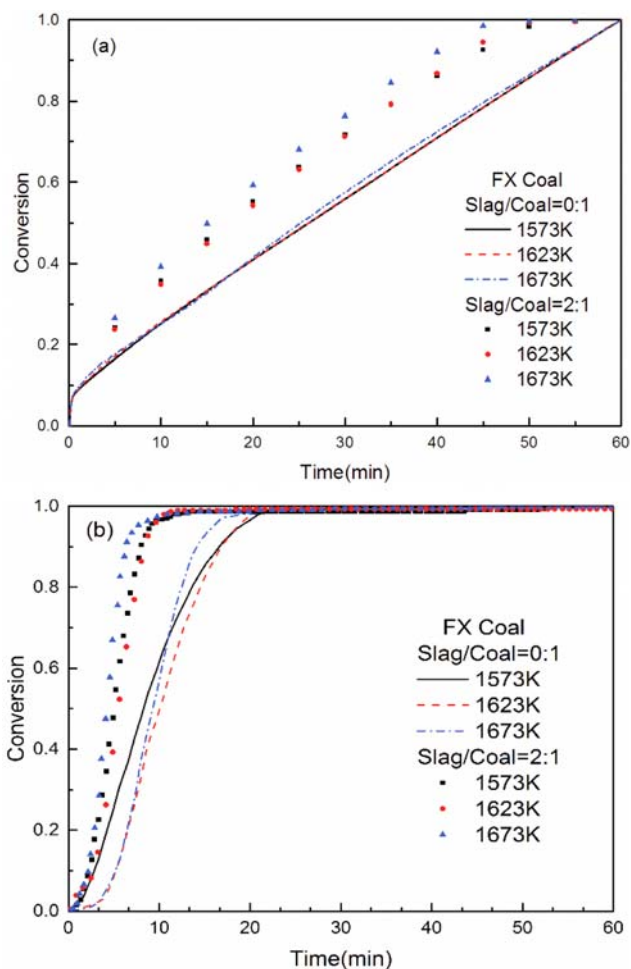 (a)
1.0
0.8
0.6
0.4
0.2
0.0
Conversion
FX Coal
Slag/Coal=0:1
1573K
1623K
1673K
Slag/Coal=2:1
1573K
1623K
1673K
0 10 20 30 40 50 60
Time(min)
(b)
1.0
0.8
0.6
0.4
0.2
0.0
Conversion
FX Coal
Slag/Coal=0:1
1573K
1623K
1673K
Slag/Coal=2:1
1573K
1623K
1673K
0 10 20 30 40 50 60
Time(min)